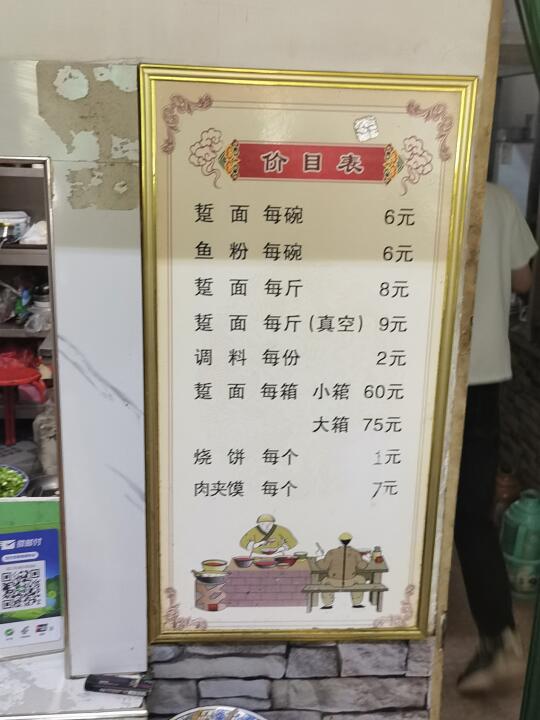 价目表
踅面 每碗 6元
鱼粉 每碗 6元
踅面 每斤 8元
踅面 每斤(真空) 9元
调料 每份 2元
踅面 每箱 小箱 60元
大箱 75元
烧饼 每个 1元
肉夹馍 每个 7元